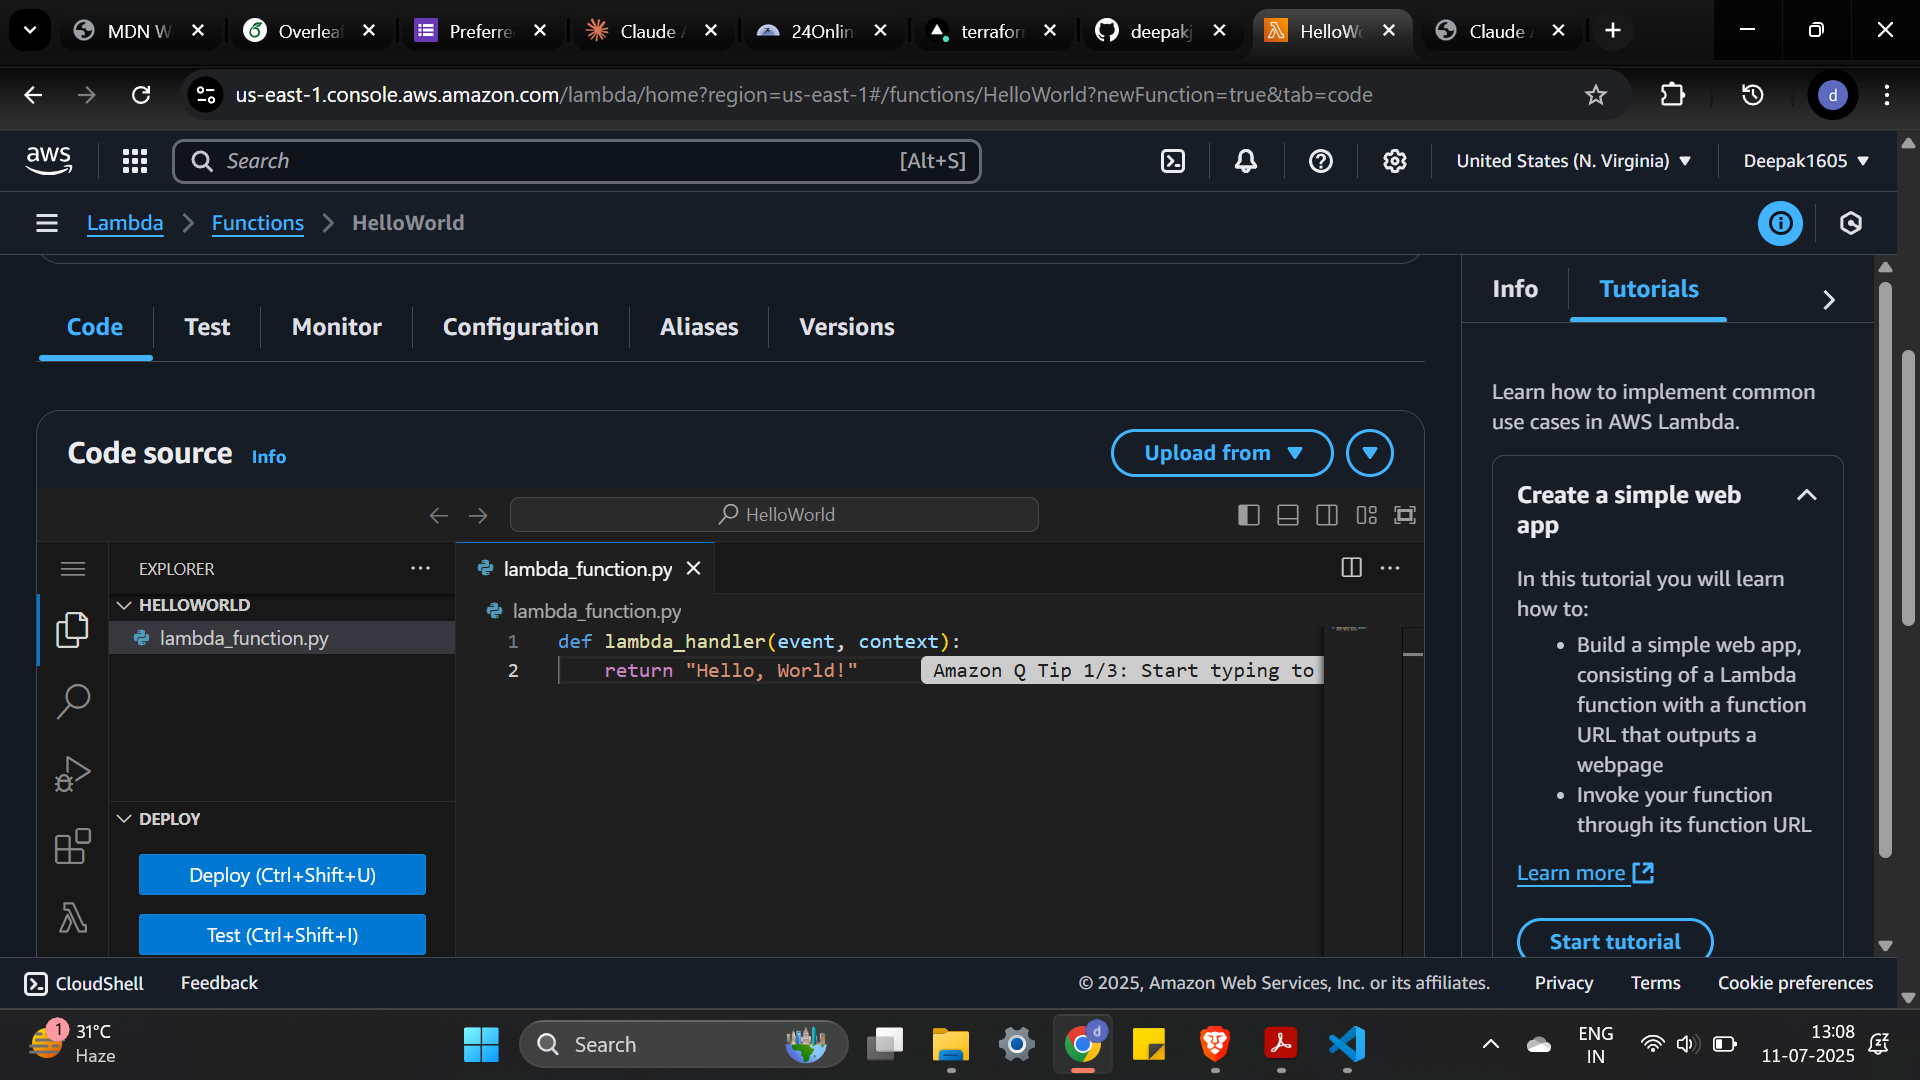 MDN W
Overleaf
Preferre
Claude A
24Onlin
terraform
deepakj
HelloWo
Claude A
us-east-1.console.aws.amazon.com/lambda/home?region=us-east-1#/functions/HelloWorld?newFunction=true&tab=code
d
aws
Search
[Alt+S]
United States (N. Virginia)
Deepak1605
Lambda
Functions
HelloWorld
Code
Test
Monitor
Configuration
Aliases
Versions
Info
Tutorials
Learn how to implement common
use cases in AWS Lambda.
Code source
Info
Upload from
Create a simple web
app
In this tutorial you will learn
how to:
• Build a simple web app,
consisting of a Lambda
function with a function
URL that outputs a
webpage
• Invoke your function
through its function URL
Learn more
Start tutorial
HelloWorld
EXPLORER
HELLOWORLD
lambda_function.py
DEPLOY
Deploy (Ctrl+Shift+U)
Test (Ctrl+Shift+I)
lambda_function.py
lambda_function.py
1 def lambda_handler(event, context):
2 return "Hello, World!" Amazon Q Tip 1/3: Start typing to
CloudShell
Feedback
© 2025, Amazon Web Services, Inc. or its affiliates.
Privacy
Terms
Cookie preferences
1
31°C
Haze
Search
d
ENG
IN
13:08
11-07-2025